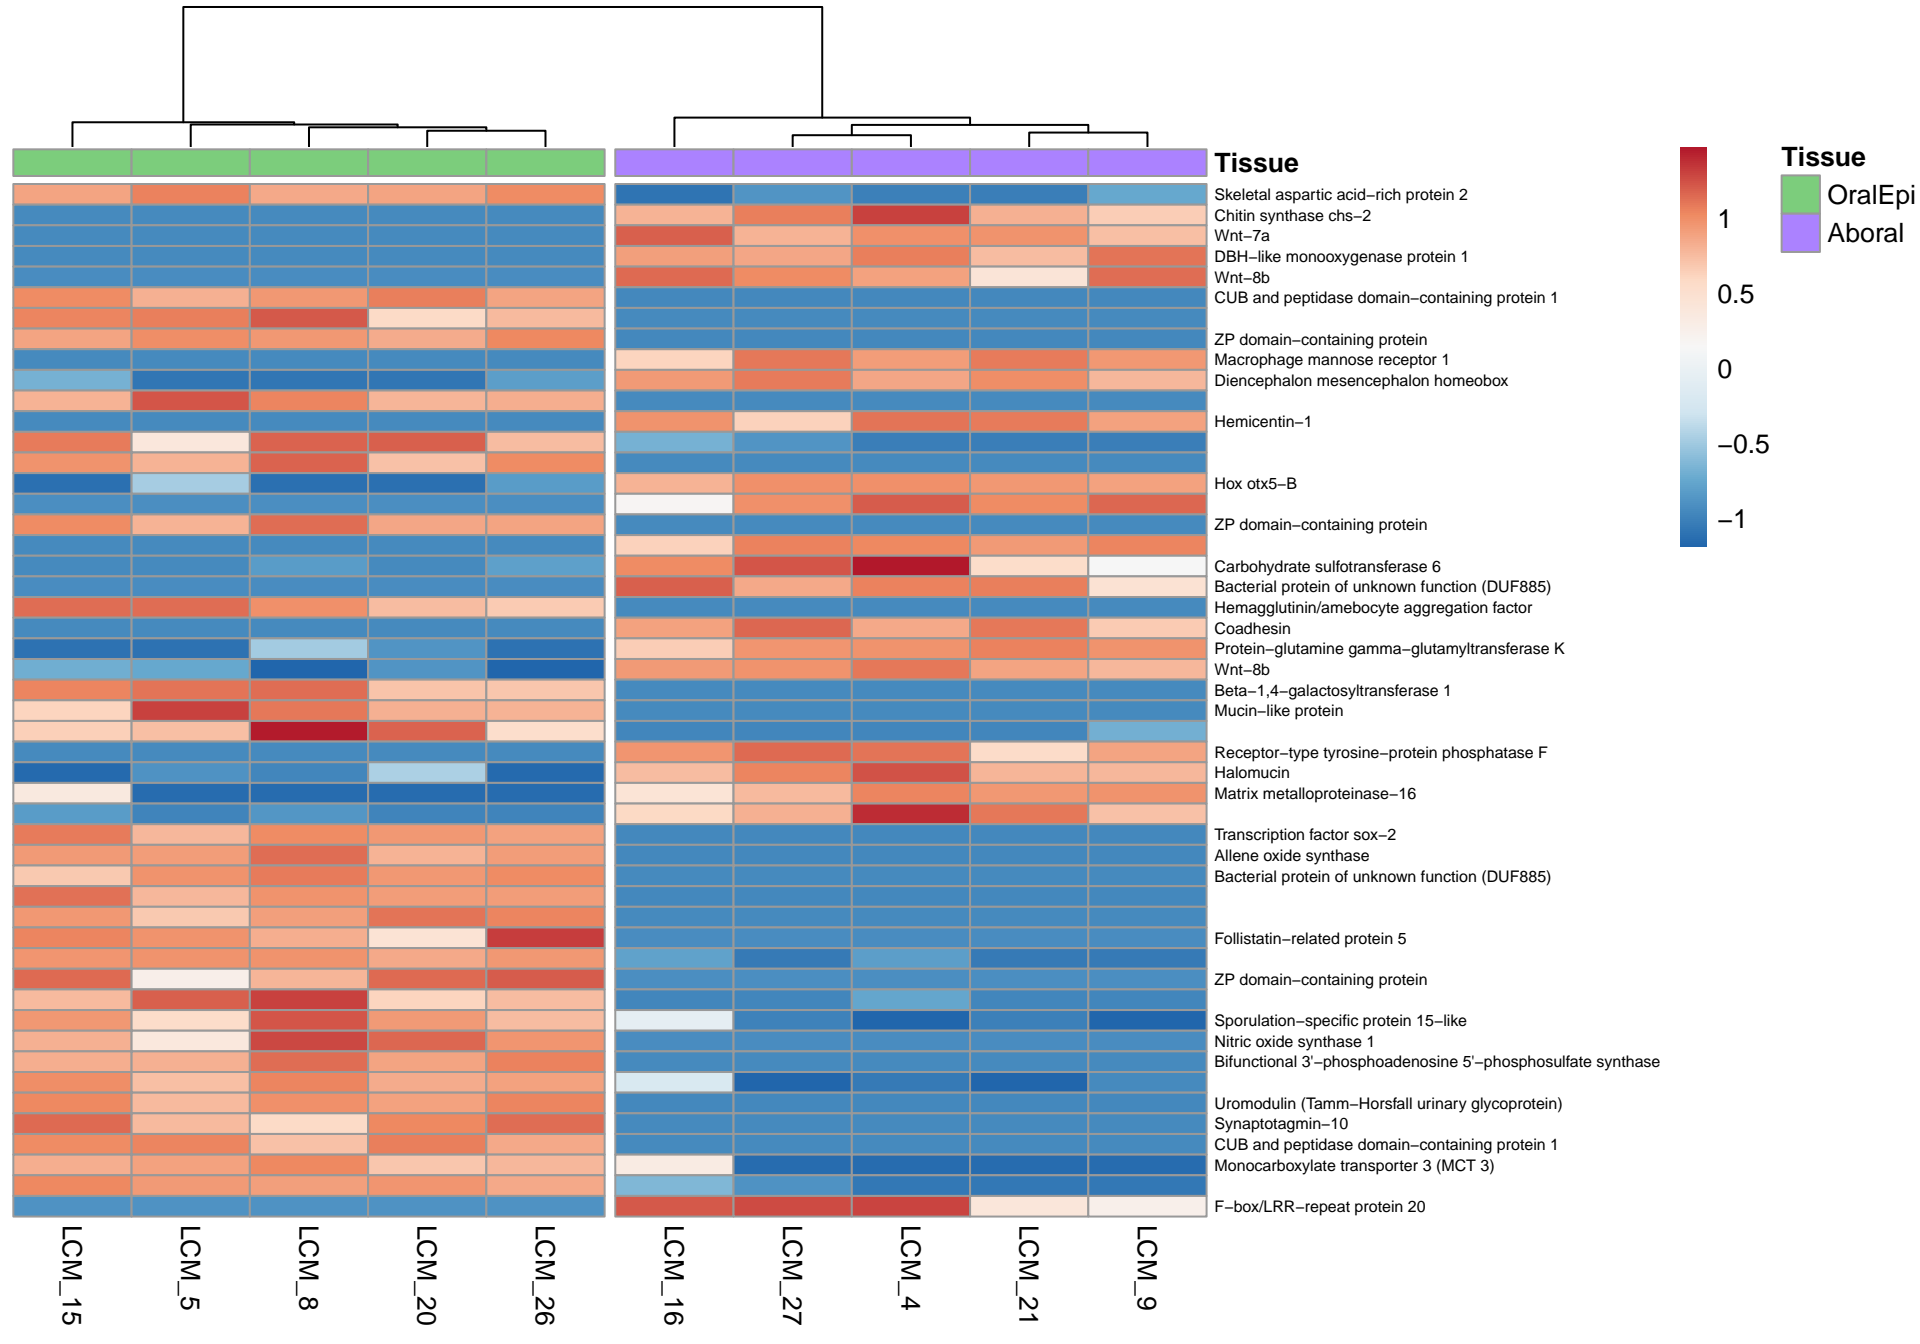 Tissue
Skeletal aspartic acid−rich protein 2
Chitin synthase chs−2
Wnt−7a
DBH−like monooxygenase protein 1
Wnt−8b
CUB and peptidase domain−containing protein 1
ZP domain−containing protein
Macrophage mannose receptor 1
Diencephalon mesencephalon homeobox
Hemicentin−1
Hox otx5−B
ZP domain−containing protein
Carbohydrate sulfotransferase 6
Bacterial protein of unknown function (DUF885)
Hemagglutinin/amebocyte aggregation factor
Coadhesin
Protein−glutamine gamma−glutamyltransferase K
Wnt−8b
Beta−1,4−galactosyltransferase 1
Mucin−like protein
Receptor−type tyrosine−protein phosphatase F
Halomucin
Matrix metalloproteinase−16
Transcription factor sox−2
Allene oxide synthase
Bacterial protein of unknown function (DUF885)
Follistatin−related protein 5
ZP domain−containing protein
Sporulation−specific protein 15−like
Nitric oxide synthase 1
Bifunctional 3'−phosphoadenosine 5'−phosphosulfate synthase
Uromodulin (Tamm−Horsfall urinary glycoprotein)
Synaptotagmin−10
CUB and peptidase domain−containing protein 1
Monocarboxylate transporter 3 (MCT 3)
F−box/LRR−repeat protein 20
LCM_15
LCM_5
LCM_8
LCM_20
LCM_26
LCM_16
LCM_27
LCM_4
LCM_21
LCM_9
1
0.5
0
−0.5
−1
Tissue
OralEpi
Aboral